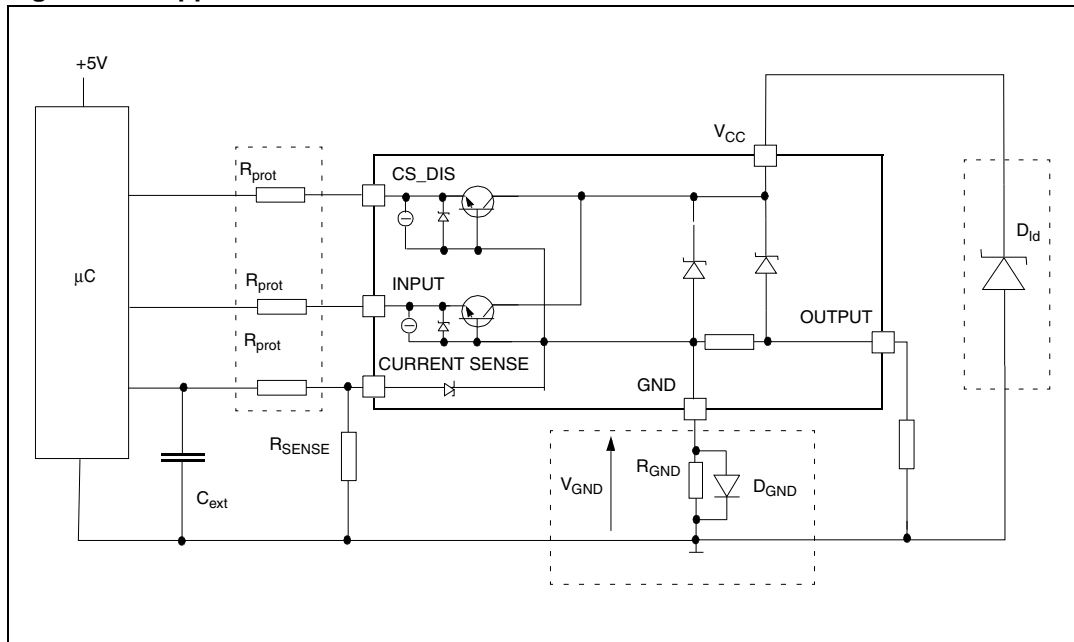 +5V
V_CC
R_prot
CS_DIS
D_ld
µC
R_prot
INPUT
OUTPUT
R_prot
CURRENT SENSE
GND
R_SENSE
R_GND
V_GND
D_GND
C_ext